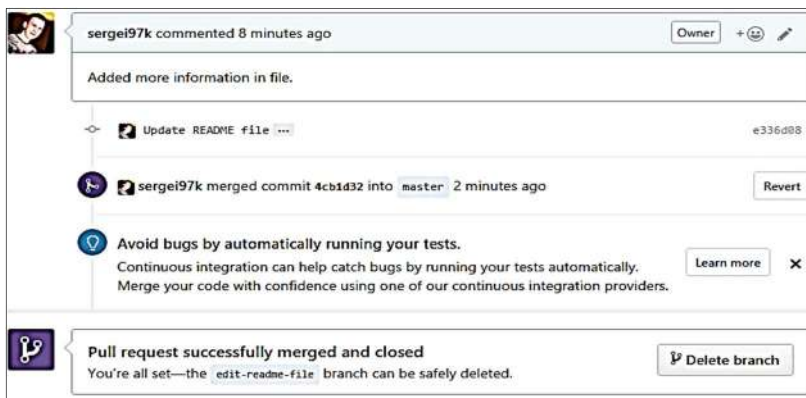 sergei97k commented 8 minutes ago Owner
Added more information in file.
Update README file ... e336d08
sergei97k merged commit 4cb1d32 into master 2 minutes ago Revert
Avoid bugs by automatically running your tests.
Continuous integration can help catch bugs by running your tests automatically. Learn more
Merge your code with confidence using one of our continuous integration providers.
Pull request successfully merged and closed
You're all set—the edit-readme-file branch can be safely deleted. Delete branch